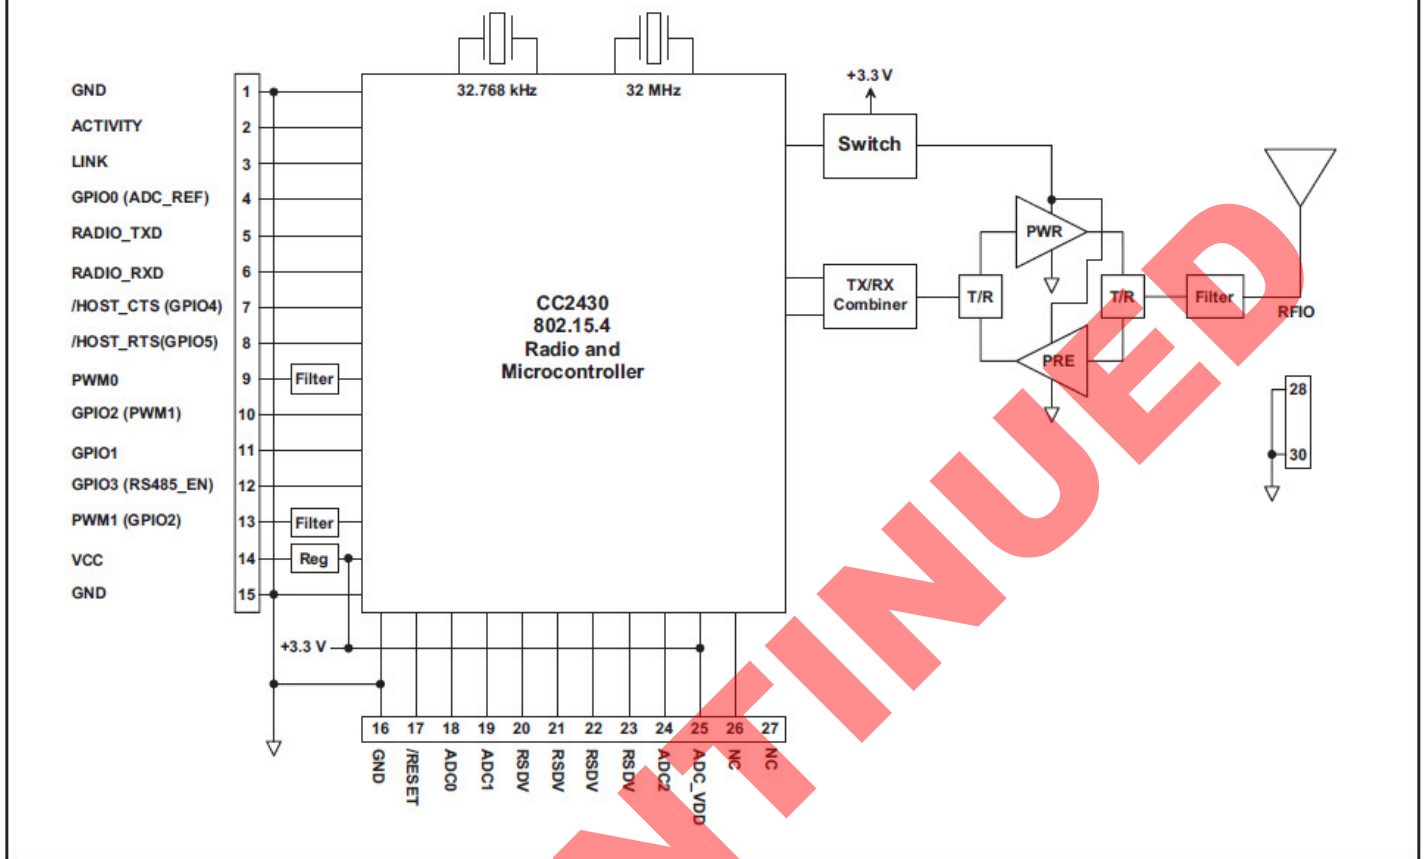 32.768 kHz
32 MHz
+3.3 V
GND 1
ACTIVITY 2
LINK 3
GPIO0 (ADC_REF) 4
RADIO_TXD 5
RADIO_RXD 6
/HOST_CTS (GPIO4) 7
/HOST_RTS(GPIO5) 8
PWM0 9 Filter
GPIO2 (PWM1) 10
GPIO1 11
GPIO3 (RS485_EN) 12
PWM1 (GPIO2) 13 Filter
VCC 14 Reg
GND 15
CC2430
802.15.4
Radio and
Microcontroller
Switch
PWR
TX/RX
Combiner
T/R
T/R
Filter
RFIO
PRE
28
30
+3.3 V
16 17 18 19 20 21 22 23 24 25 26 27
GND
/RESET
ADC0
ADC1
RSDV
RSDV
RSDV
RSDV
ADC2
ADC_VDD
NC
NC
NTINUED